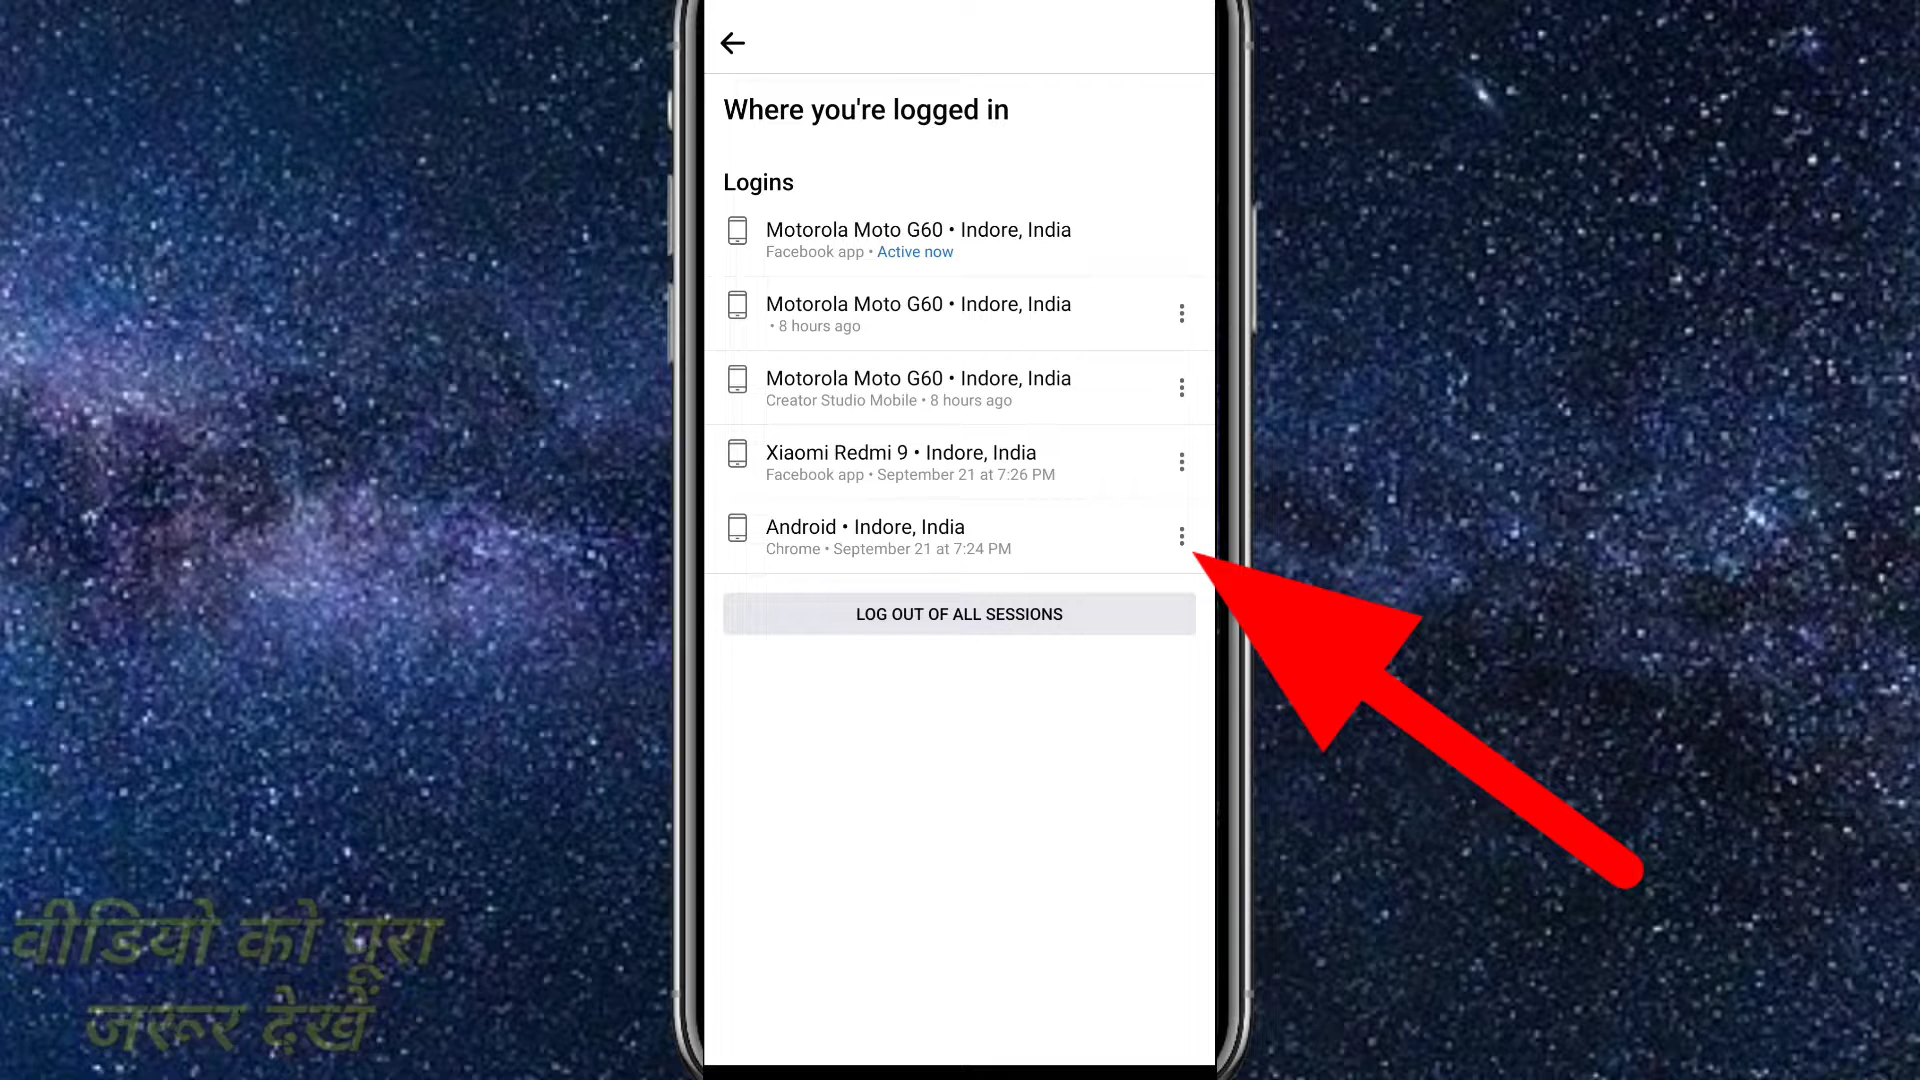 Where you're logged in
Logins
Motorola Moto G60 • Indore, India
Facebook app • Active now
Motorola Moto G60 • Indore, India
• 8 hours ago
Motorola Moto G60 • Indore, India
Creator Studio Mobile • 8 hours ago
Xiaomi Redmi 9 • Indore, India
Facebook app • September 21 at 7:26 PM
Android • Indore, India
Chrome • September 21 at 7:24 PM
LOG OUT OF ALL SESSIONS
वीडियो को पूरा
जरूर देखें